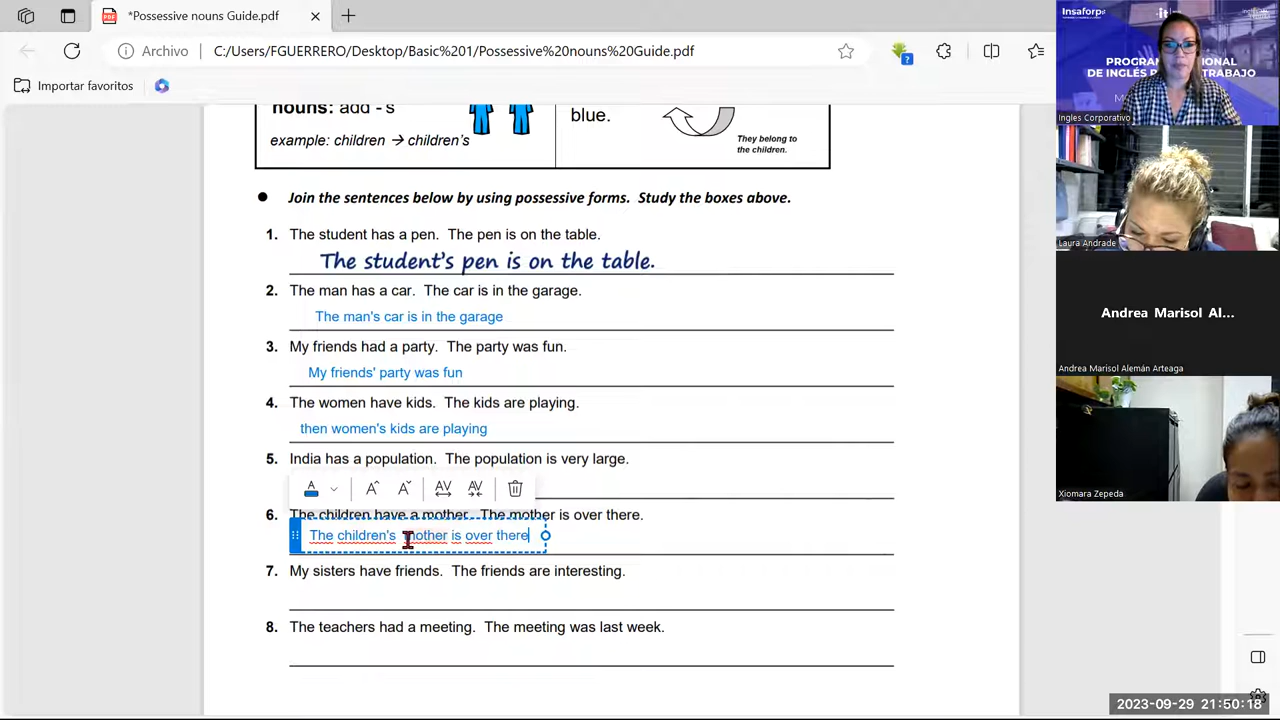 *Possessive nouns Guide.pdf
Archivo
C:/Users/FGUERRERO/Desktop/Basic%201/Possessive%20nouns%20Guide.pdf
Importar favoritos
nouns: add - s
example: children → children's
blue.
They belong to
the children.
Join the sentences below by using possessive forms. Study the boxes above.
1. The student has a pen. The pen is on the table.
The student's pen is on the table.
2. The man has a car. The car is in the garage.
The man's car is in the garage
3. My friends had a party. The party was fun.
My friends' party was fun
4. The women have kids. The kids are playing.
then women's kids are playing
5. India has a population. The population is very large.
6. The children have a mother. The mother is over there.
The children's mother is over there
7. My sisters have friends. The friends are interesting.
8. The teachers had a meeting. The meeting was last week.
Insaforp
Ingles Corporativo
Laura Andrade
Andrea Marisol Al...
Andrea Marisol Alemán Arteaga
Xiomara Zepeda
2023-09-29 21:50:18